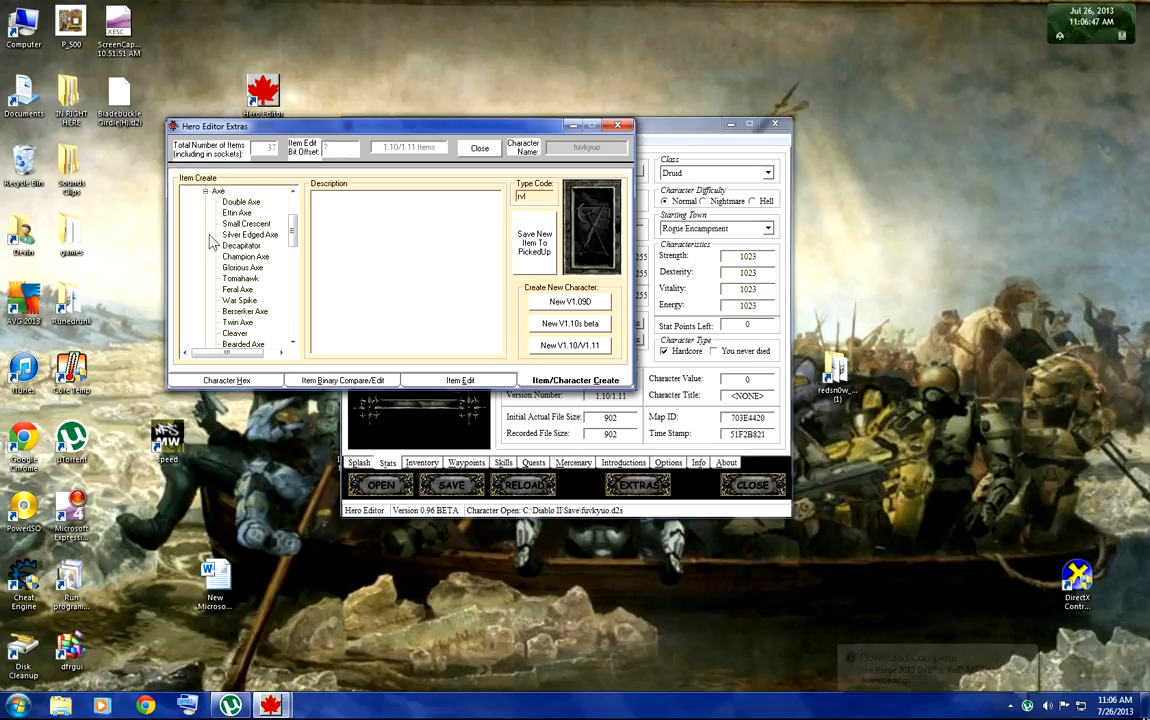 Jul 26, 2013
11:06:47 AM
Computer
P_500
ScreenCap...
10.51.51 AM
Documents
IN RIGHT
HERE
Bladebuckle
Girdle(H).d2i
Hero Editor
Recycle Bin
Sounds
Clips
Devin
games
AVG 2013
Runedrunk
iTunes
Core Temp
Google
Chrome
µTorrent
speed
PowerISO
Microsoft
Expressi...
Cheat
Engine
Run
program...
New
Microso...
Disk
Cleanup
dfrgui
redsn0w_...
(1)
DirectX
Contr...
Hero Editor Extras
Total Number of Items
(including in sockets)
37
Item Edit
Bit Offset:
?
1.10/1.11 Items
Close
Character
Name:
fuvkyuo
Item Create
Axe
Double Axe
Ettin Axe
Small Crescent
Silver Edged Axe
Decapitator
Champion Axe
Glorious Axe
Tomahawk
Feral Axe
War Spike
Berserker Axe
Twin Axe
Cleaver
Bearded Axe
Description
Type Code:
rvl
Save New
Item To
PickedUp
Create New Character:
New V1.09D
New V1.10s beta
New V1.10/V1.11
Character Hex
Item Binary Compare/Edit
Item Edit
Item/Character Create
Class
Druid
Character Difficulty
Normal
Nightmare
Hell
Starting Town
Rogue Encampment
Characteristics
Strength:
1023
Dexterity:
1023
Vitality:
1023
Energy:
1023
Stat Points Left:
0
Character Type
Hardcore
You never died
Character Value:
0
Version Number:
1.10/1.11
Character Title:
<NONE>
Initial Actual File Size:
902
Map ID:
703E4420
Recorded File Size:
902
Time Stamp:
51F2B821
Splash
Stats
Inventory
Waypoints
Skills
Quests
Mercenary
Introductions
Options
Info
About
OPEN
SAVE
RELOAD
EXTRAS
CLOSE
Hero Editor
Version 0.96 BETA
Character Open: C:\Diablo II\Save\fuvkyuo.d2s
Download Complete
downloading.
11:06 AM
7/26/2013